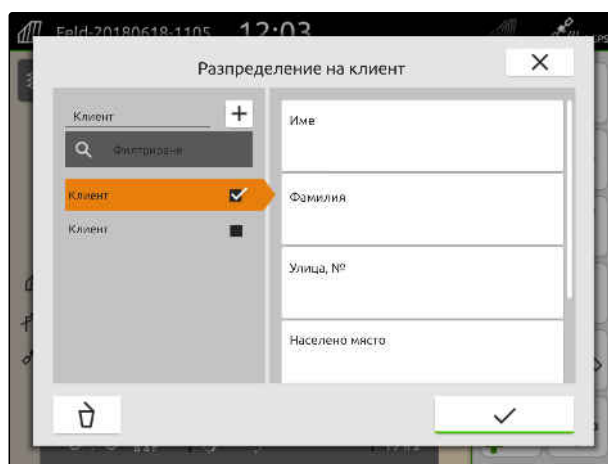 Feld-20180618-1105 12:03
Разпределение на клиент
Клиент
Филтриране
Клиент
Клиент
Име
Фамилия
Улица, №
Населено място